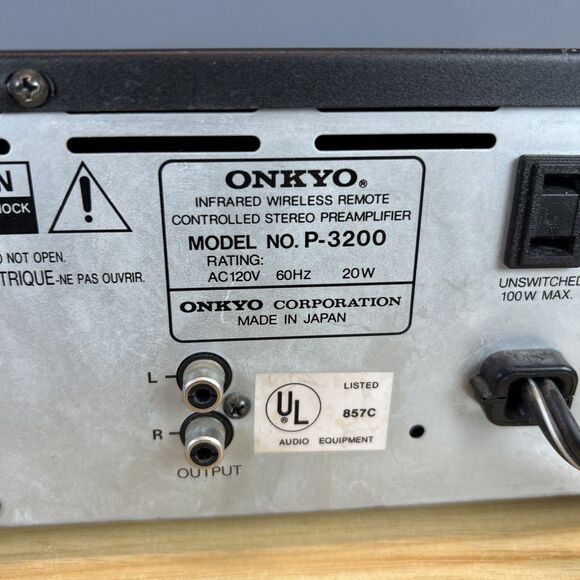 N
HOCK
O NOT OPEN.
TRIQUE-NE PAS OUVRIR.
ONKYO®
INFRARED WIRELESS REMOTE
CONTROLLED STEREO PREAMPLIFIER
MODEL NO. P-3200
RATING:
AC120V 60Hz 20W
ONKYO CORPORATION
MADE IN JAPAN
UNSWITCHED
100W MAX.
L
R
OUTPUT
UL®
LISTED
857C
AUDIO EQUIPMENT